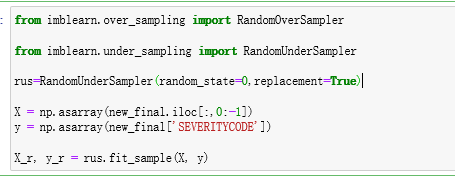 from imblearn.over_sampling import RandomOverSampler
from imblearn.under_sampling import RandomUnderSampler
rus=RandomUnderSampler(random_state=0,replacement=True)
X = np.asarray(new_final.iloc[:,0:-1])
y = np.asarray(new_final['SEVERITYCODE'])
X_r, y_r = rus.fit_sample(X, y)